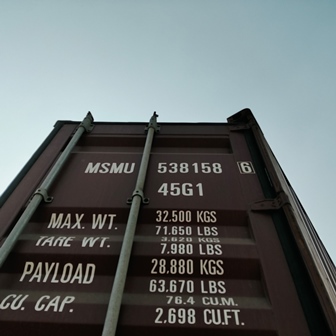 MSMU 538158 6
45G1
MAX. WT. 32.500 KGS
71.650 LBS
TARE WT. 3.620 KGS
7.980 LBS
PAYLOAD 28.880 KGS
63.670 LBS
CU. CAP. 76.4 CU.M.
2.698 CU.FT.